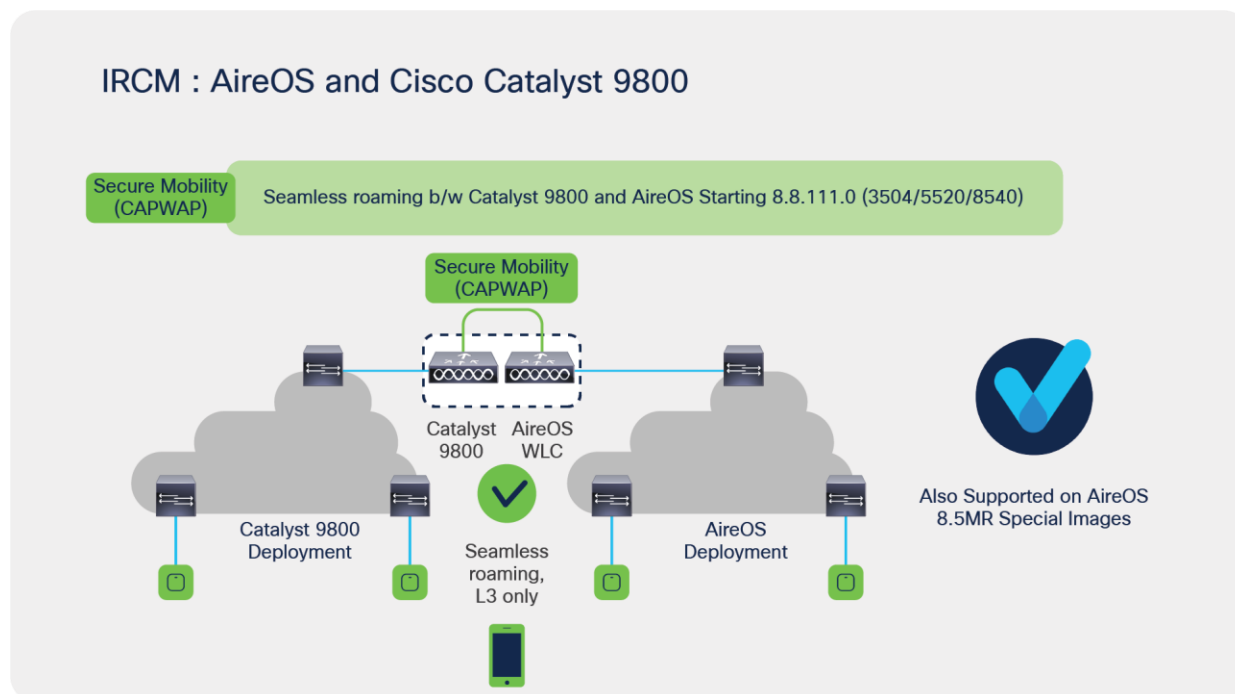 IRCM : AireOS and Cisco Catalyst 9800
Secure Mobility
(CAPWAP)
Seamless roaming b/w Catalyst 9800 and AireOS Starting 8.8.111.0 (3504/5520/8540)
Secure Mobility
(CAPWAP)
Catalyst
9800
AireOS
WLC
Catalyst 9800
Deployment
Seamless
roaming,
L3 only
AireOS
Deployment
Also Supported on AireOS
8.5MR Special Images